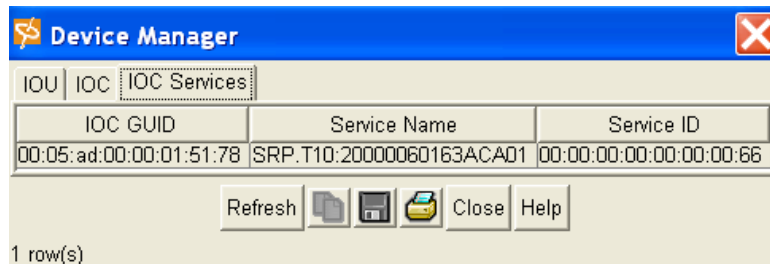 Device Manager
IOU IOC IOC Services
IOC GUID Service Name Service ID
00:05:ad:00:00:01:51:78 SRP.T10:20000060163ACA01 00:00:00:00:00:00:00:66
Refresh Close Help
1 row(s)